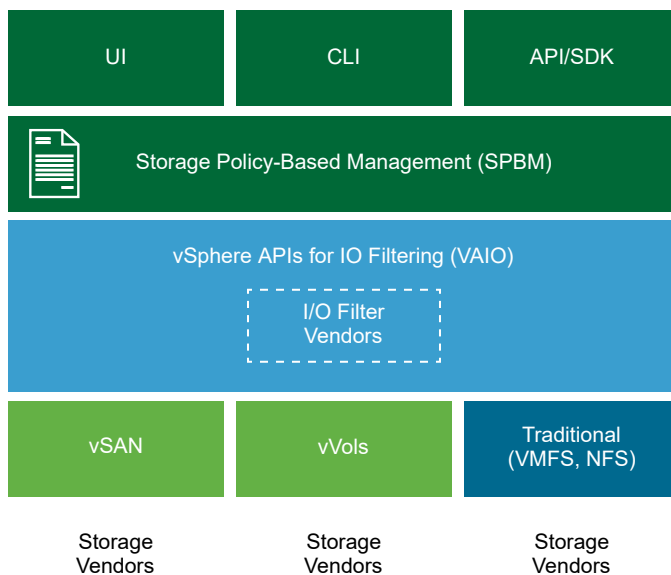 UI
CLI
API/SDK
Storage Policy-Based Management (SPBM)
vSphere APIs for IO Filtering (VAIO)
I/O Filter
Vendors
vSAN
vVols
Traditional
(VMFS, NFS)
Storage
Vendors
Storage
Vendors
Storage
Vendors